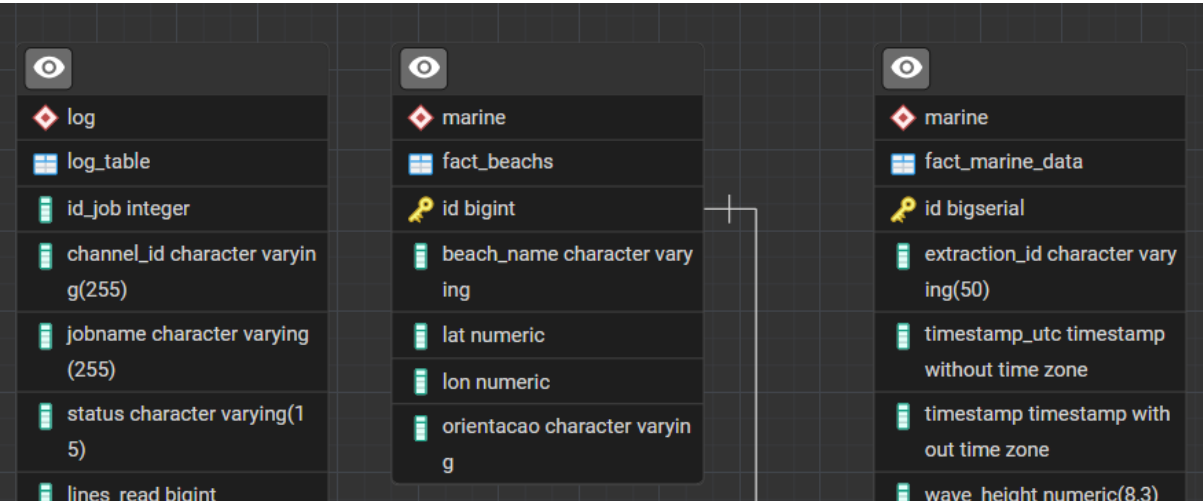 log
log_table
id_job integer
channel_id character varyin
g(255)
jobname character varying
(255)
status character varying(1
5)
lines_read bigint
marine
fact_beachs
id bigint
beach_name character vary
ing
lat numeric
lon numeric
orientacao character varyin
g
marine
fact_marine_data
id bigserial
extraction_id character vary
ing(50)
timestamp_utc timestamp
without time zone
timestamp timestamp with
out time zone
wave_height numeric(8,3)